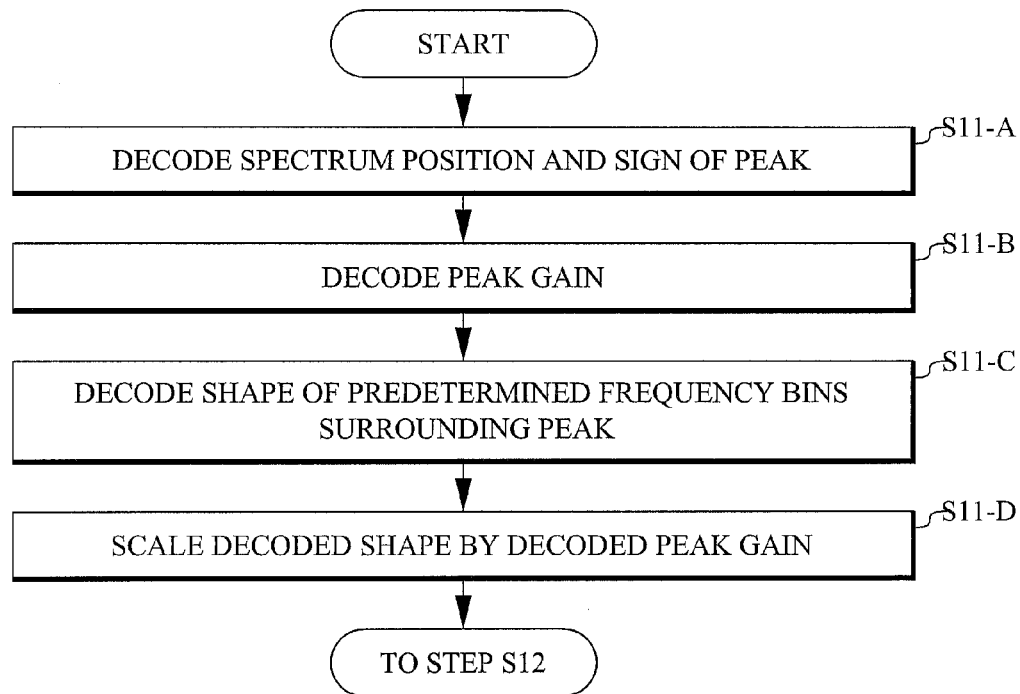 START
S11-A
DECODE SPECTRUM POSITION AND SIGN OF PEAK
S11-B
DECODE PEAK GAIN
S11-C
DECODE SHAPE OF PREDETERMINED FREQUENCY BINS
SURROUNDING PEAK
S11-D
SCALE DECODED SHAPE BY DECODED PEAK GAIN
TO STEP S12